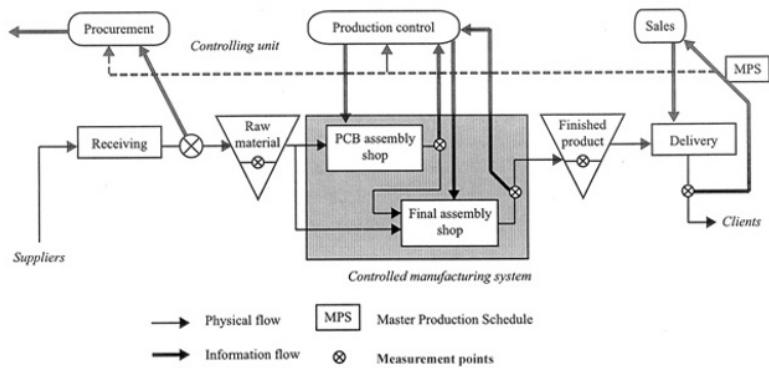 Procurement
Controlling unit
Production control
Sales
MPS
Receiving
Raw
material
PCB assembly
shop
Finished
product
Delivery
Final assembly
shop
Suppliers
Clients
Controlled manufacturing system
Physical flow
MPS
Master Production Schedule
Information flow
Measurement points